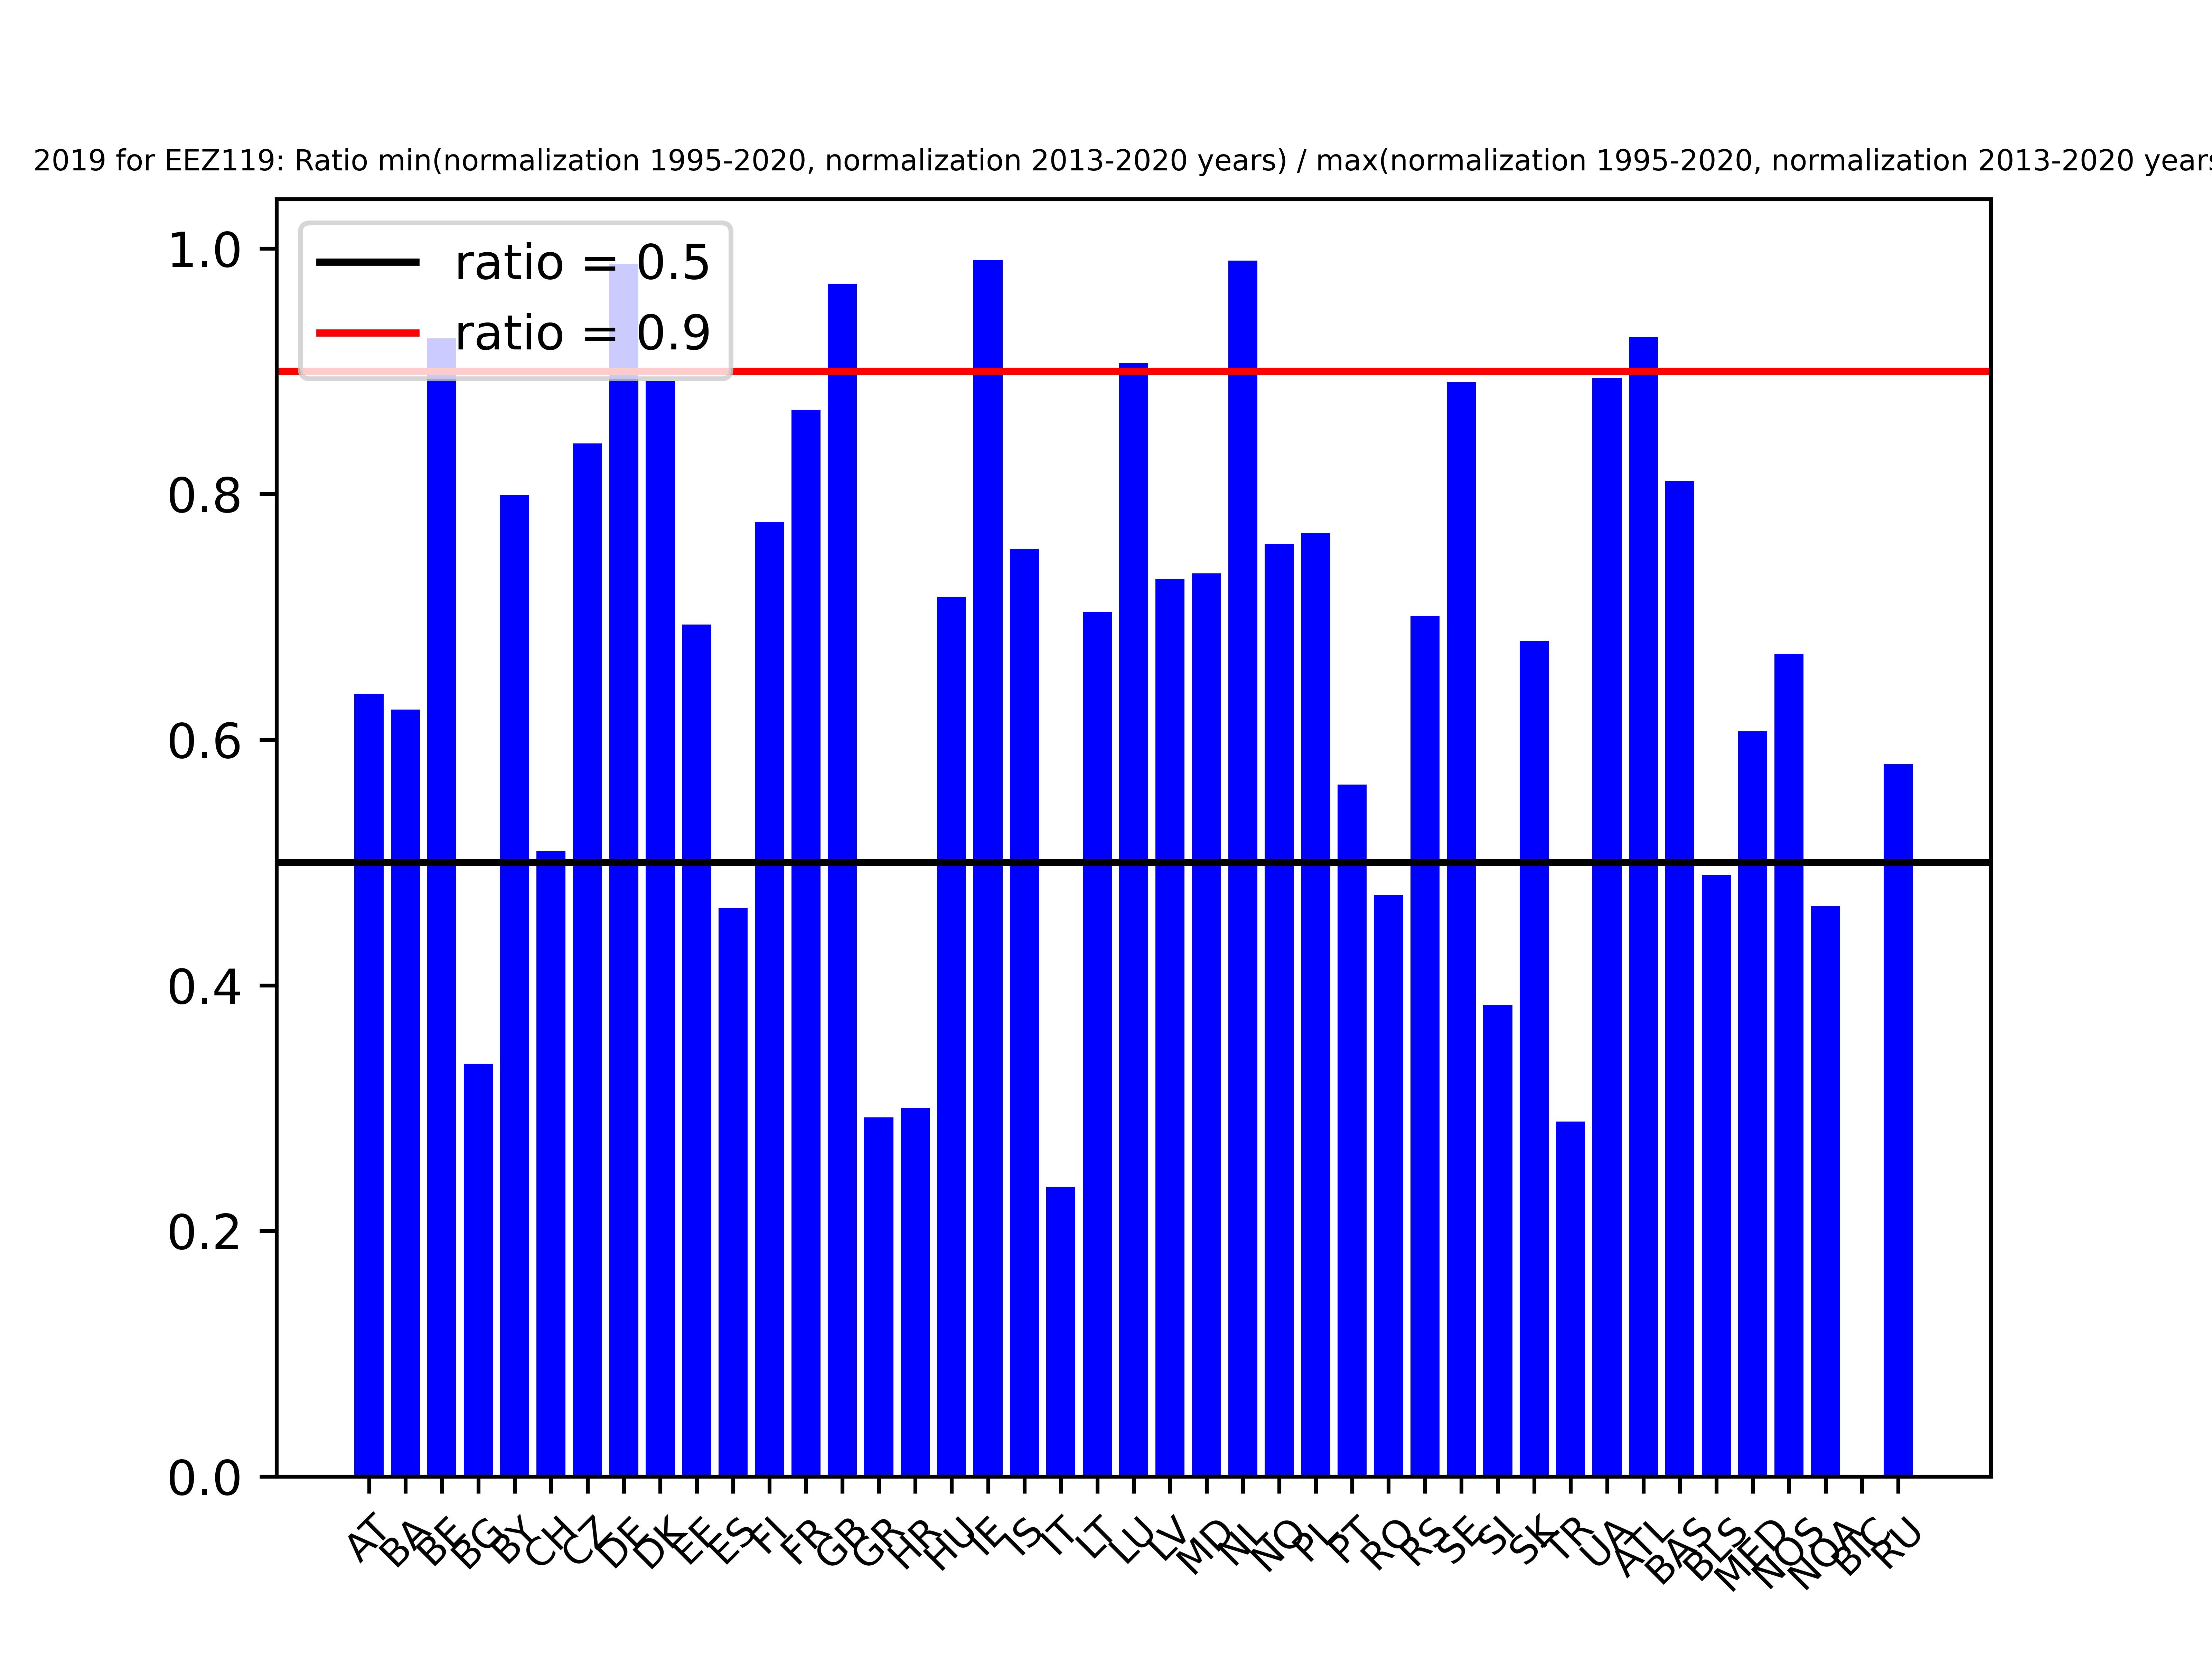 2019 for EEZ119: Ratio min(normalization 1995-2020, normalization 2013-2020 years) / max(normalization 1995-2020, normalization 2013-2020 years
ratio = 0.5
ratio = 0.9
1.0
0.8
0.6
0.4
0.2
0.0
AT BA BE BG BY CH CZ DE DK EE ES FI FR GB GR HR HU IE IS IT LT LU LV MD NL NO PL PT RO RS SE SI SK TR UA ATL BAS BLS MED NOS NOA BIC RU